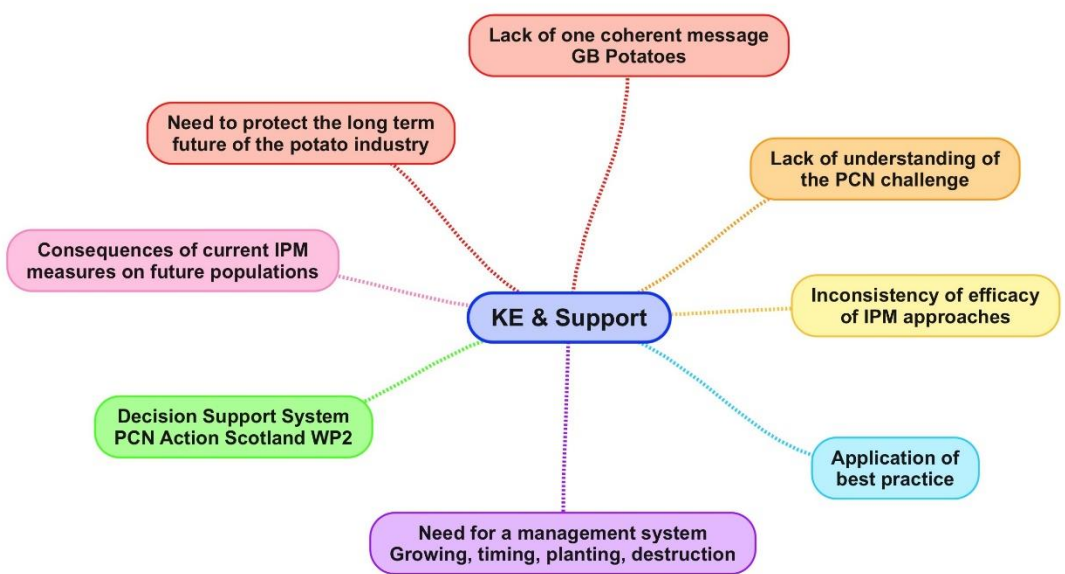 Lack of one coherent message
GB Potatoes
Need to protect the long term
future of the potato industry
Lack of understanding of
the PCN challenge
Consequences of current IPM
measures on future populations
Inconsistency of efficacy
of IPM approaches
KE & Support
Decision Support System
PCN Action Scotland WP2
Application of
best practice
Need for a management system
Growing, timing, planting, destruction